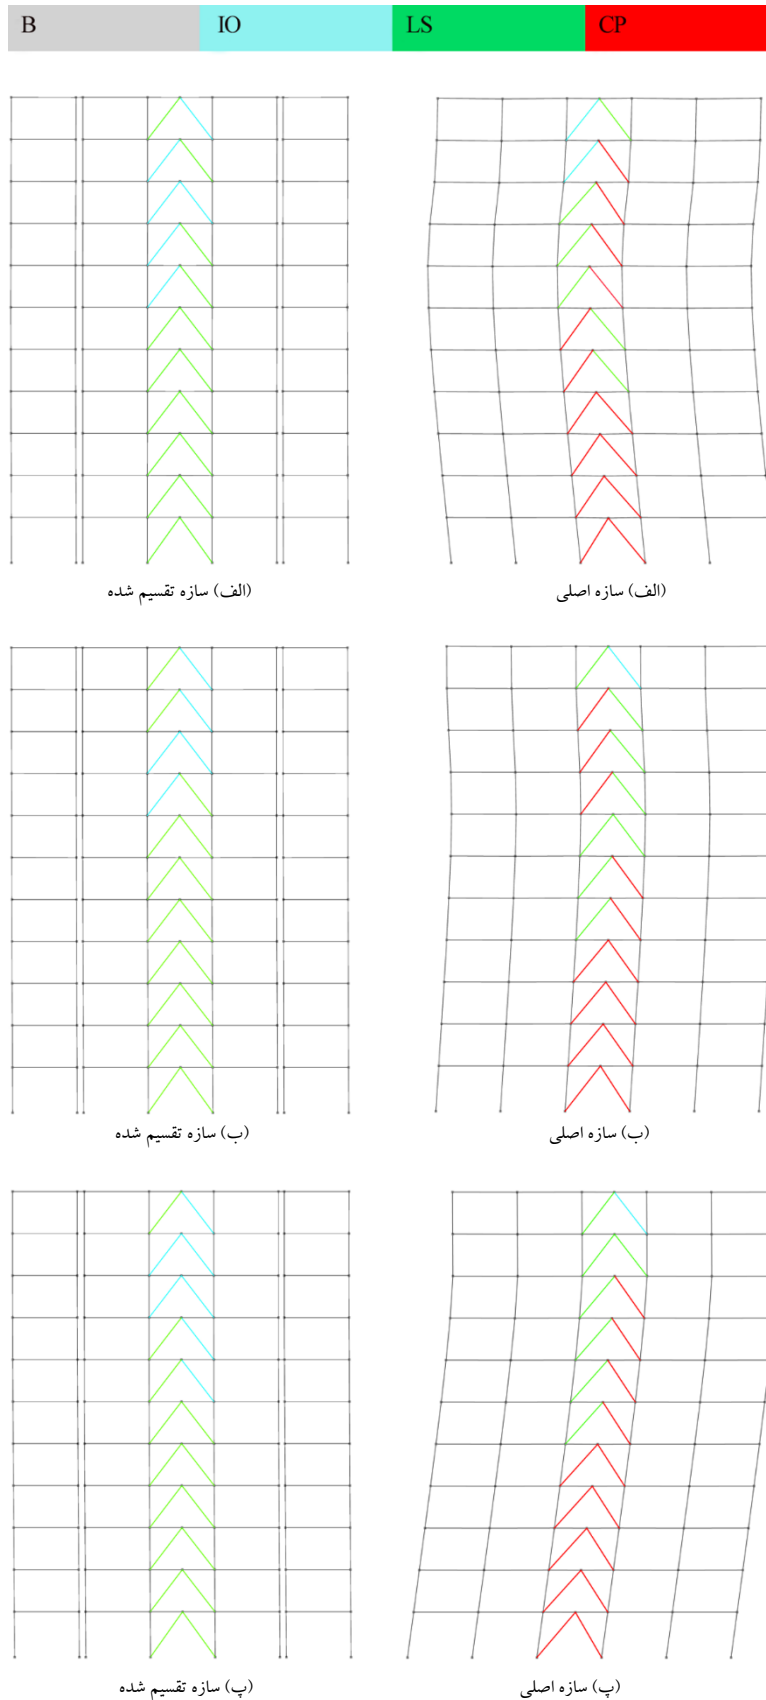 B IO LS CP
(الف) سازه اصلی
(الف) سازه تقسیم شده
(ب) سازه اصلی
(ب) سازه تقسیم شده
(پ) سازه اصلی
(پ) سازه تقسیم شده